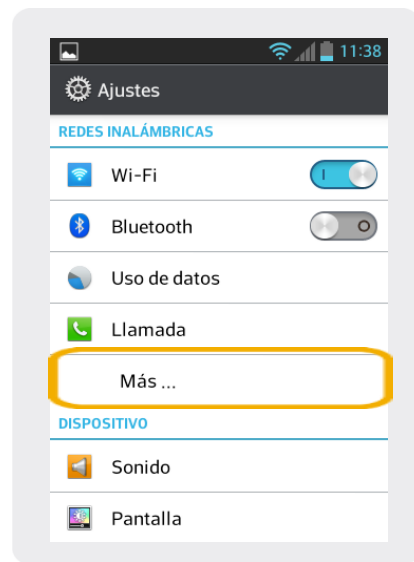 11:38
Ajustes
REDES INALÁMBRICAS
Wi-Fi
Bluetooth
Uso de datos
Llamada
Más ...
DISPOSITIVO
Sonido
Pantalla